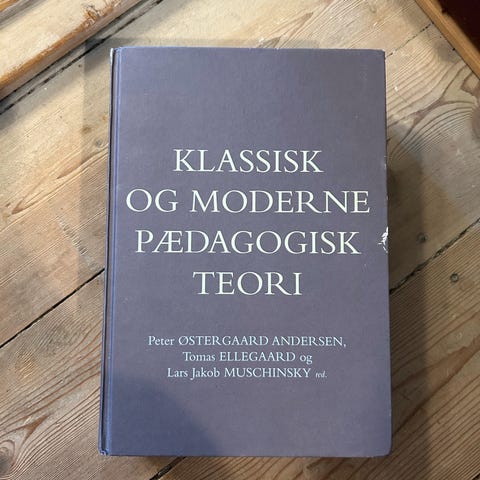 KLASSISK
OG MODERNE
PÆDAGOGISK
TEORI
Peter ØSTERGAARD ANDERSEN,
Tomas ELLEGAARD og
Lars Jakob MUSCHINSKY red.